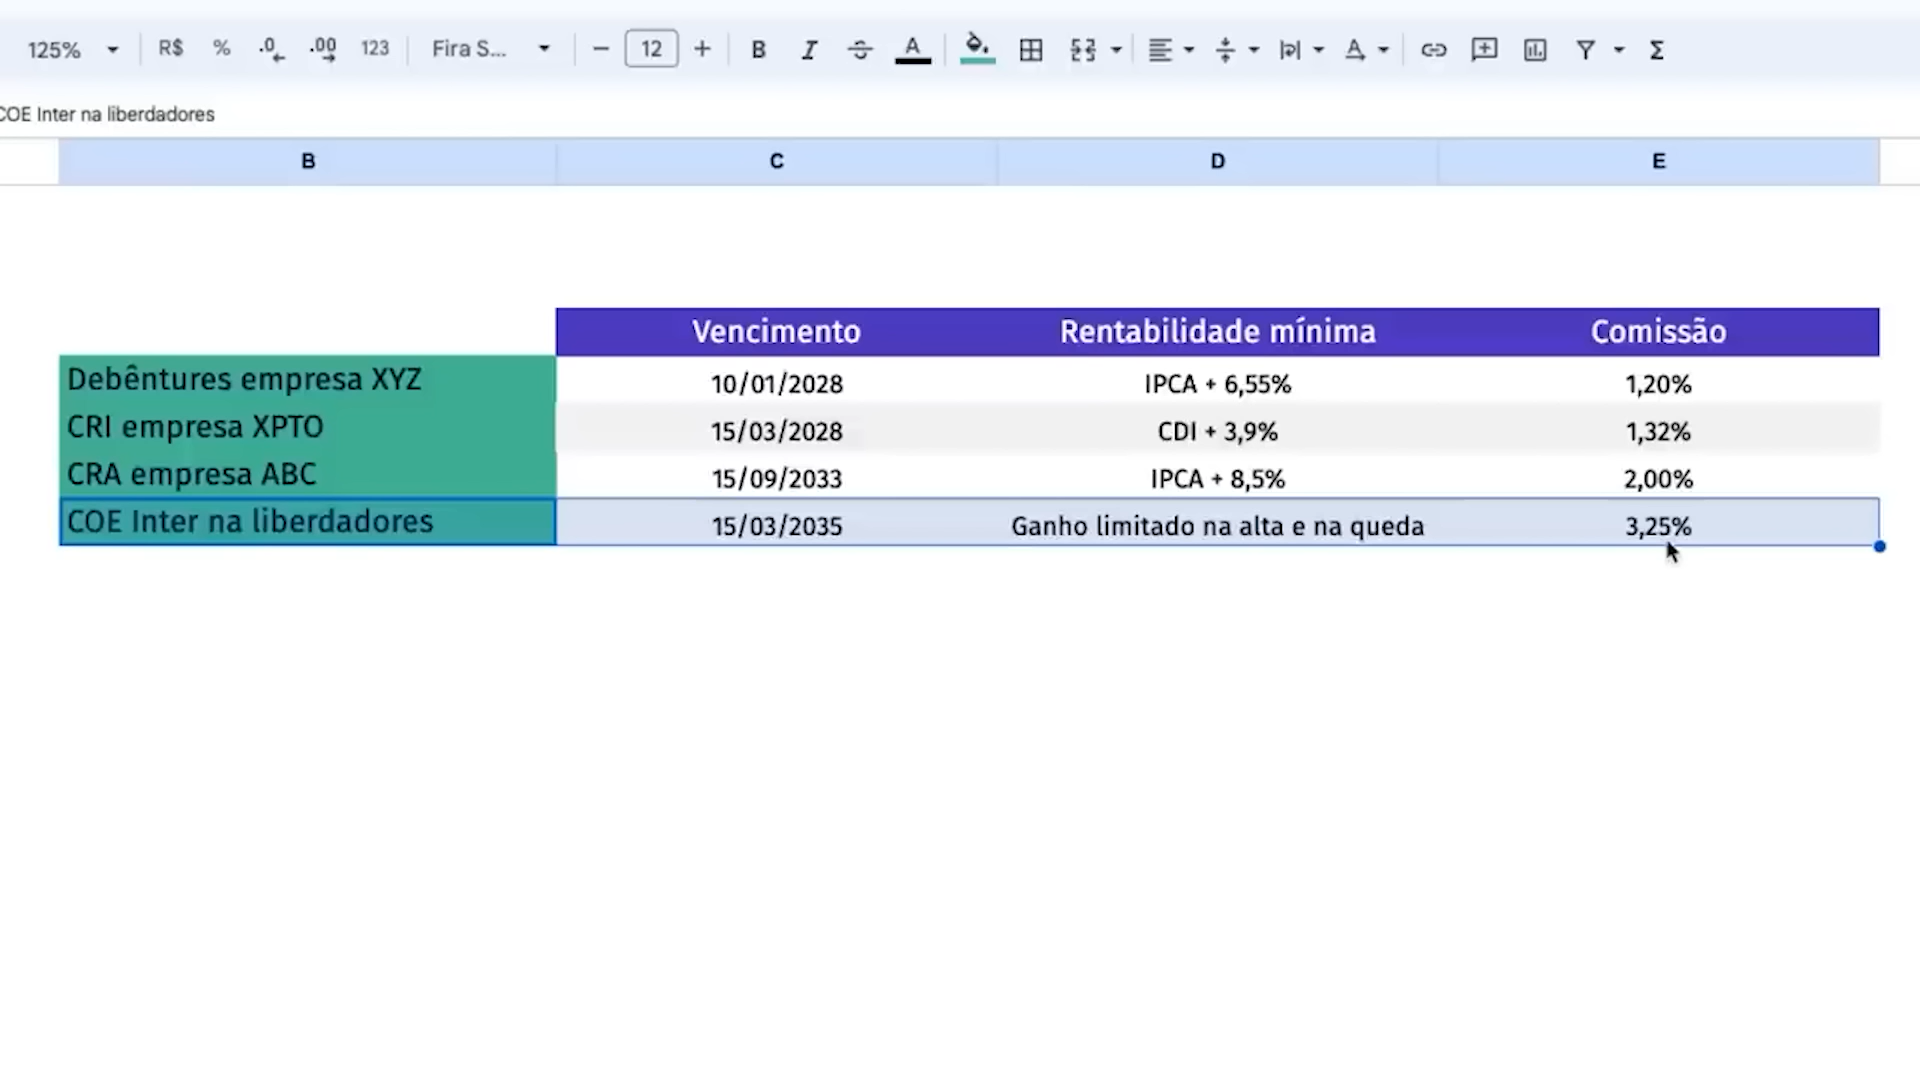 125% R$ % .0 .00 123 Fira S... 12 B I A A Σ
COE Inter na liberdadores
B C D E
Vencimento Rentabilidade mínima Comissão
Debêntures empresa XYZ 10/01/2028 IPCA + 6,55% 1,20%
CRI empresa XPTO 15/03/2028 CDI + 3,9% 1,32%
CRA empresa ABC 15/09/2033 IPCA + 8,5% 2,00%
COE Inter na liberdadores 15/03/2035 Ganho limitado na alta e na queda 3,25%